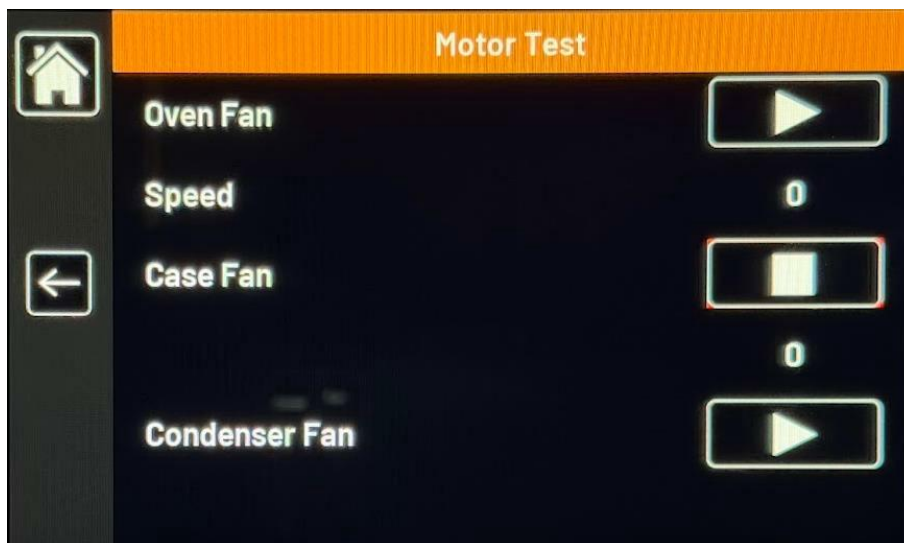 Motor Test
Oven Fan
Speed 0
Case Fan
0
Condenser Fan